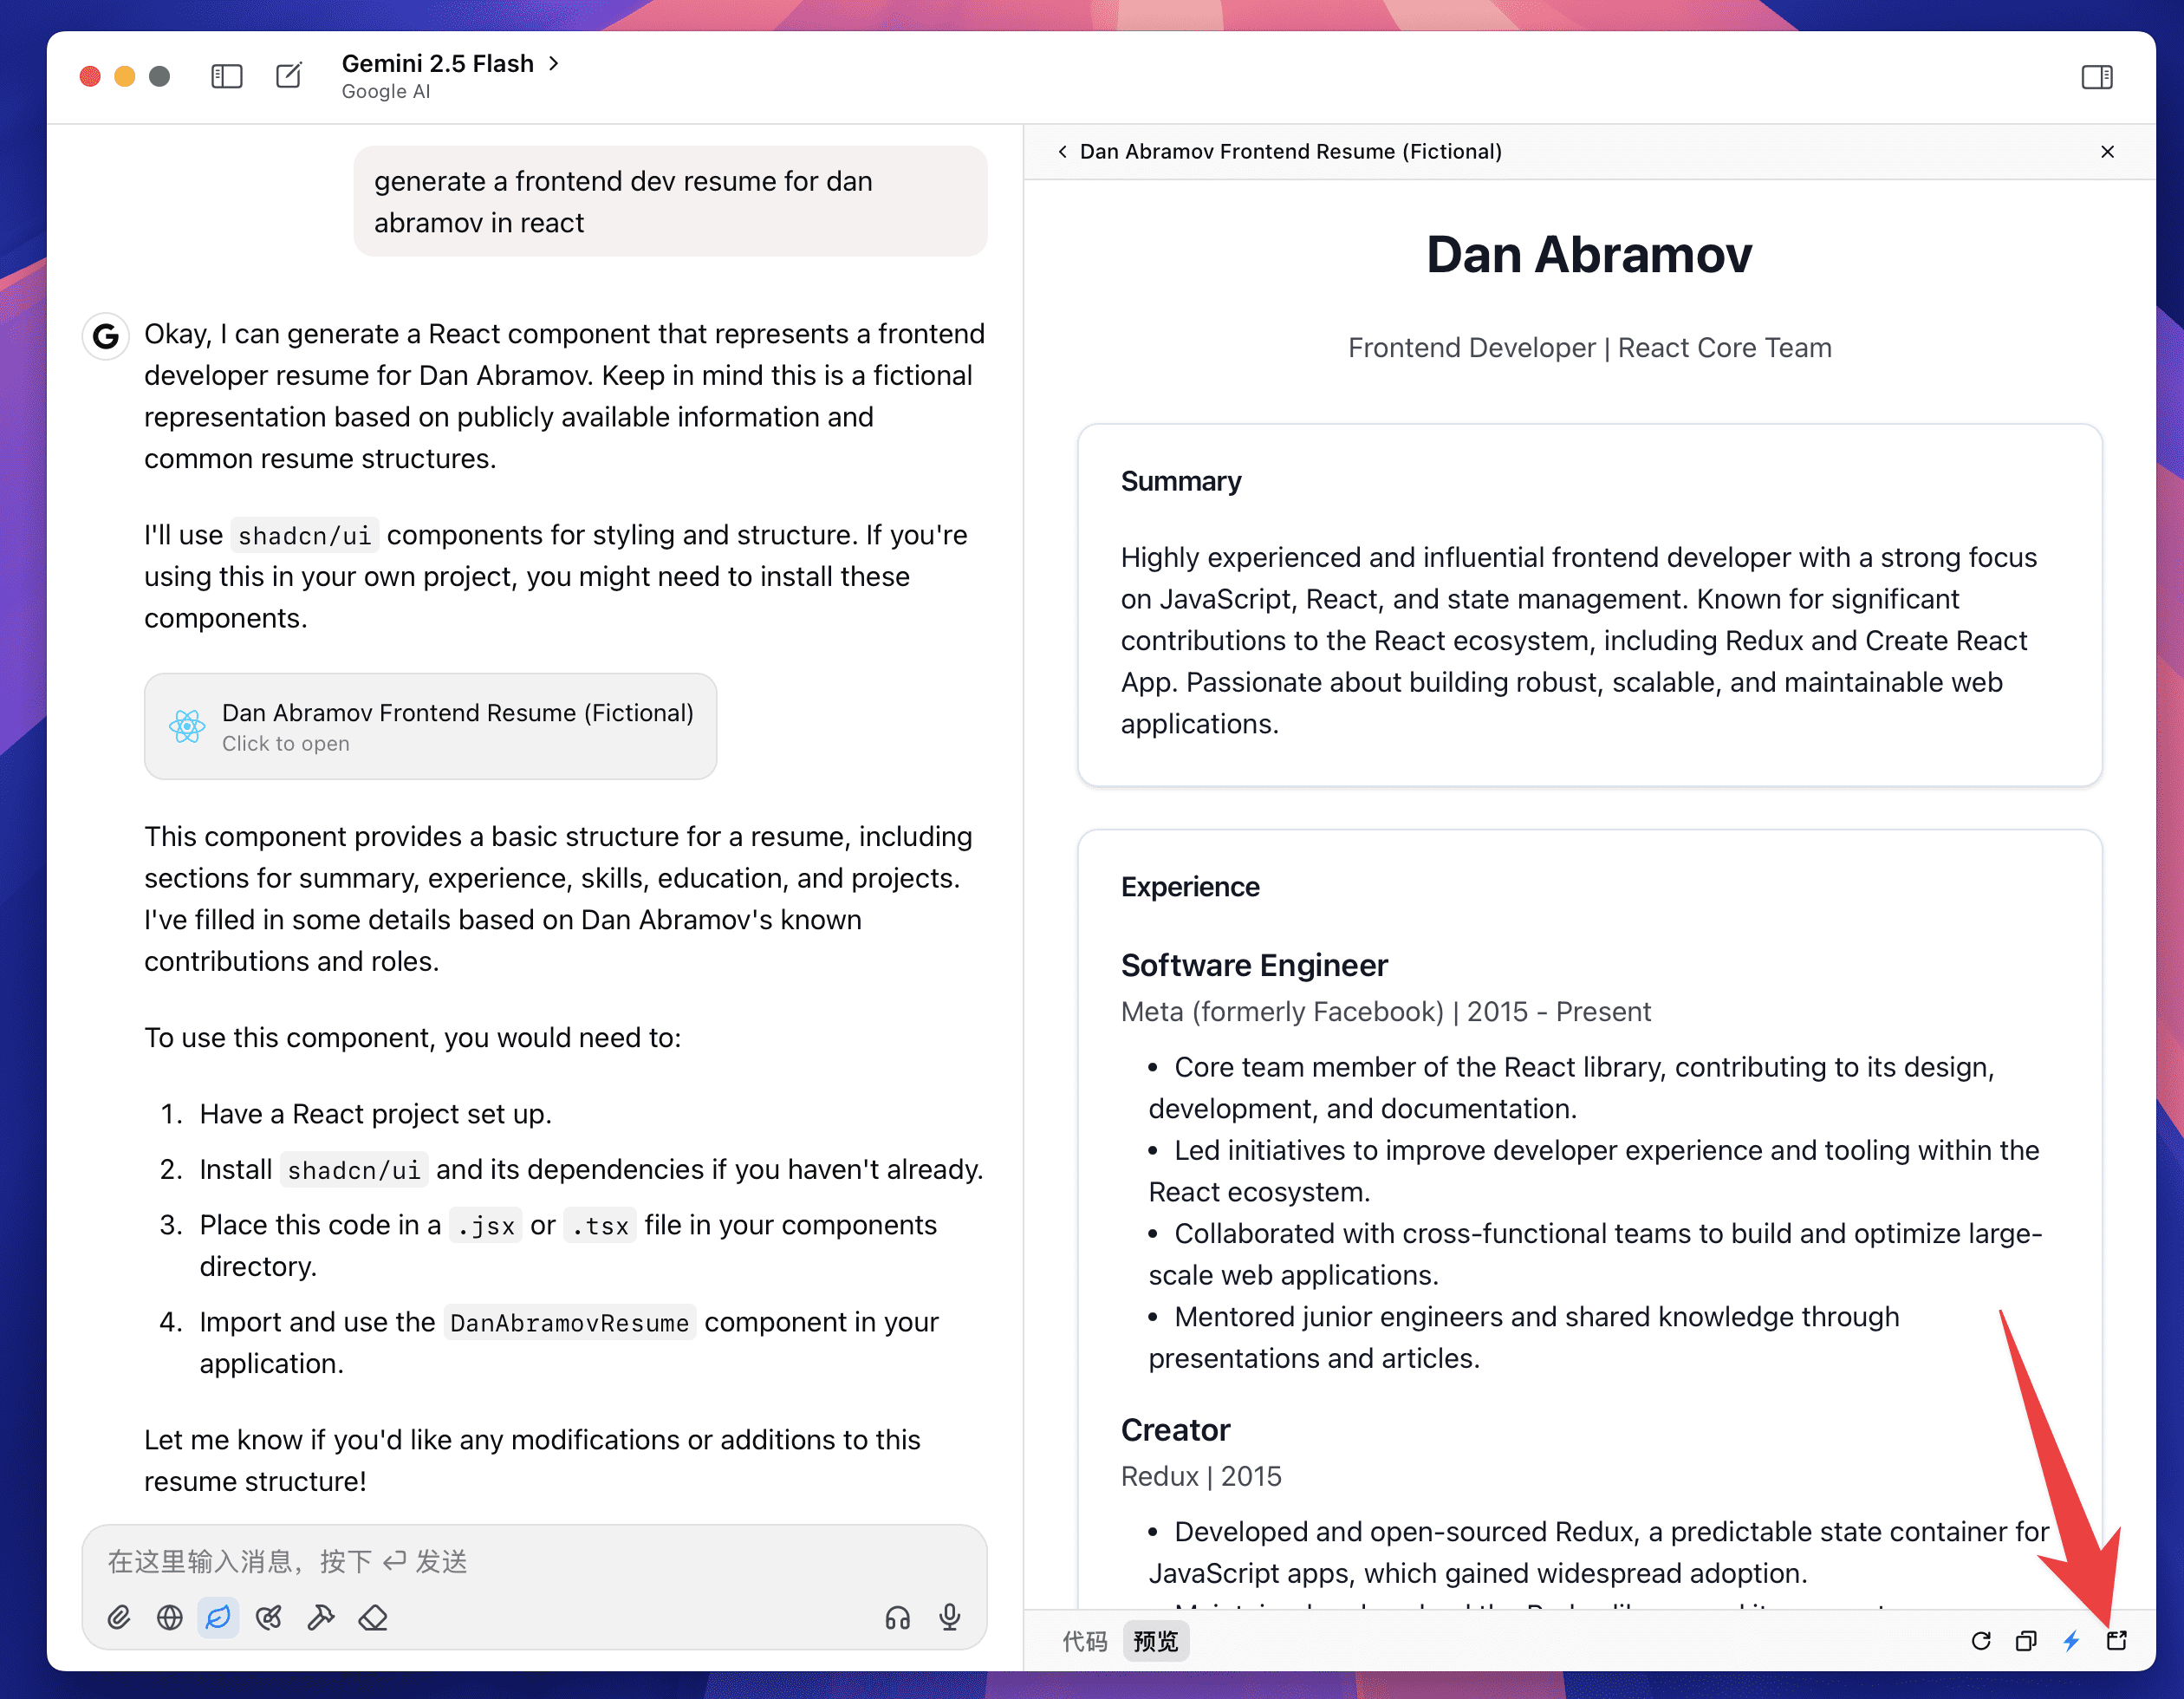 Gemini 2.5 Flash
Google AI
generate a frontend dev resume for dan
abramov in react
Okay, I can generate a React component that represents a frontend
developer resume for Dan Abramov. Keep in mind this is a fictional
representation based on publicly available information and
common resume structures.
I'll use shadcn/ui components for styling and structure. If you're
using this in your own project, you might need to install these
components.
Dan Abramov Frontend Resume (Fictional)
Click to open
This component provides a basic structure for a resume, including
sections for summary, experience, skills, education, and projects.
I've filled in some details based on Dan Abramov's known
contributions and roles.
To use this component, you would need to:
1. Have a React project set up.
2. Install shadcn/ui and its dependencies if you haven't already.
3. Place this code in a .jsx or .tsx file in your components
directory.
4. Import and use the DanAbramovResume component in your
application.
Let me know if you'd like any modifications or additions to this
resume structure!
在这里输入消息，按下 ⏎ 发送
Dan Abramov Frontend Resume (Fictional)
Dan Abramov
Frontend Developer | React Core Team
Summary
Highly experienced and influential frontend developer with a strong focus
on JavaScript, React, and state management. Known for significant
contributions to the React ecosystem, including Redux and Create React
App. Passionate about building robust, scalable, and maintainable web
applications.
Experience
Software Engineer
Meta (formerly Facebook) | 2015 - Present
• Core team member of the React library, contributing to its design,
development, and documentation.
• Led initiatives to improve developer experience and tooling within the
React ecosystem.
• Collaborated with cross-functional teams to build and optimize large-
scale web applications.
• Mentored junior engineers and shared knowledge through
presentations and articles.
Creator
Redux | 2015
• Developed and open-sourced Redux, a predictable state container for
JavaScript apps, which gained widespread adoption.
代码 预览